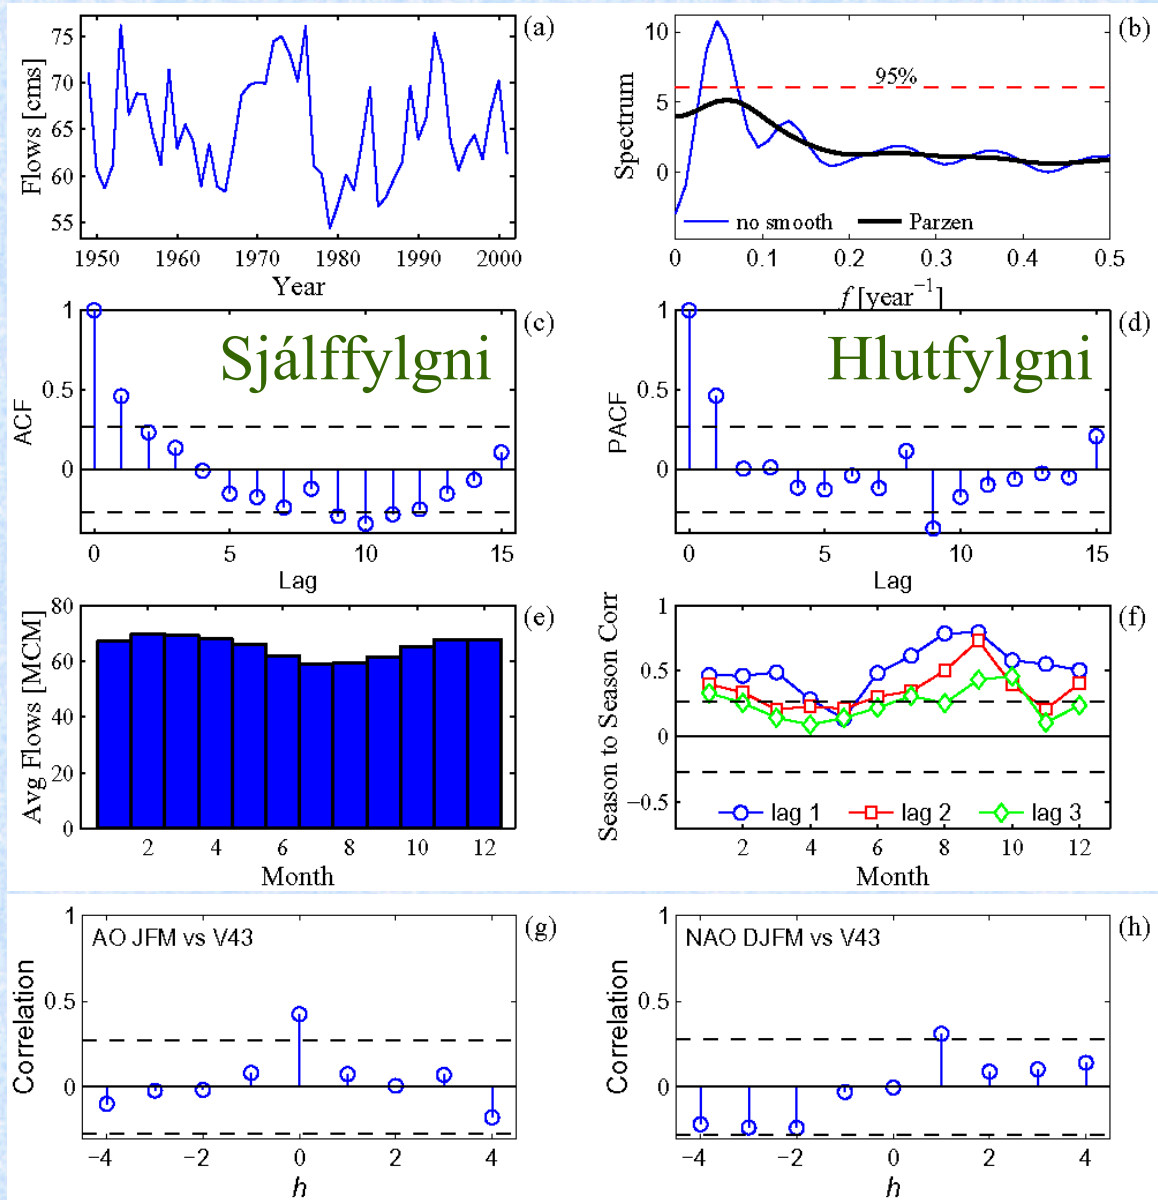 (a)
Flows [cms]
75
70
65
60
55
1950 1960 1970 1980 1990 2000
Year
(b)
Spectrum
10
5
0
95%
no smooth Parzen
0 0.1 0.2 0.3 0.4 0.5
f [year⁻¹]
(c)
Sjálffylgni
ACF
1
0.5
0
0 5 10 15
Lag
(d)
Hlutfylgni
PACF
1
0.5
0
0 5 10 15
Lag
(e)
Avg Flows [MCM]
80
60
40
20
0
2 4 6 8 10 12
Month
(f)
Season to Season Corr
1
0.5
0
−0.5
lag 1 lag 2 lag 3
2 4 6 8 10 12
Month
(g)
AO JFM vs V43
Correlation
1
0.5
0
−4 −2 0 2 4
h
(h)
NAO DJFM vs V43
Correlation
1
0.5
0
−4 −2 0 2 4
h